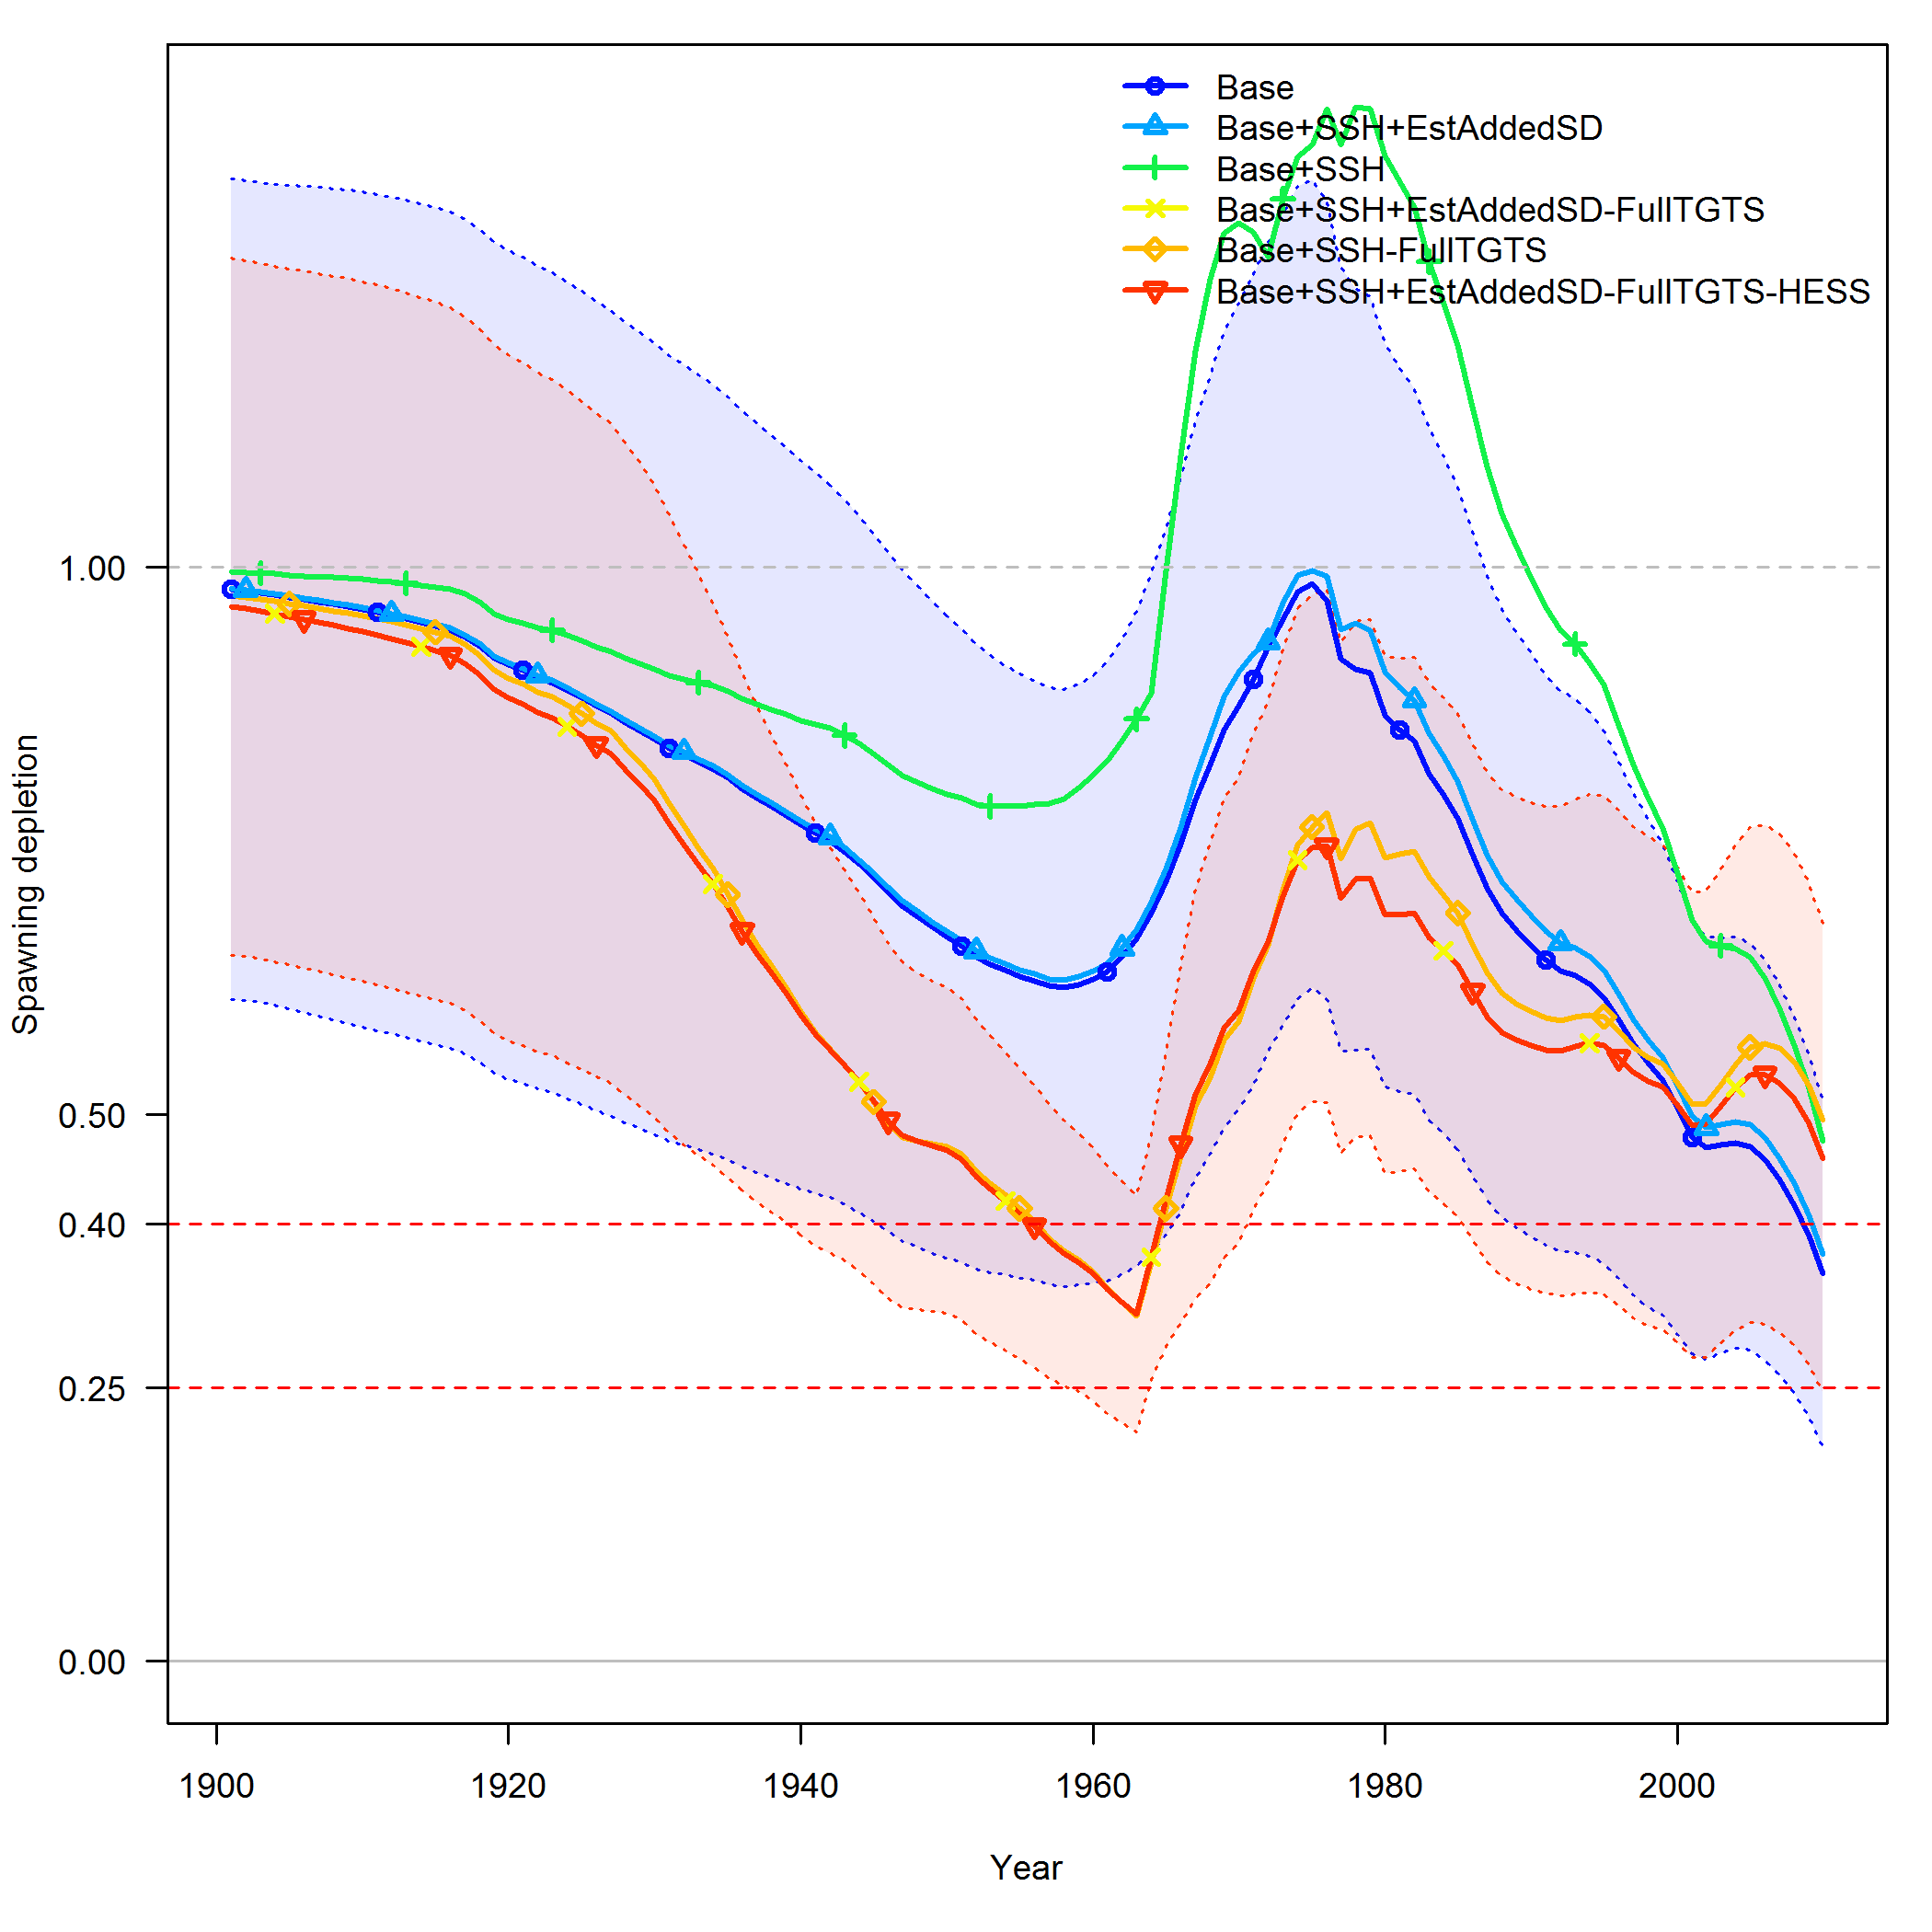 Base
Base+SSH+EstAddedSD
Base+SSH
Base+SSH+EstAddedSD-FullTGTS
Base+SSH-FullTGTS
Base+SSH+EstAddedSD-FullTGTS-HESS
1.00
0.50
0.40
0.25
0.00
Spawning depletion
1900 1920 1940 1960 1980 2000
Year